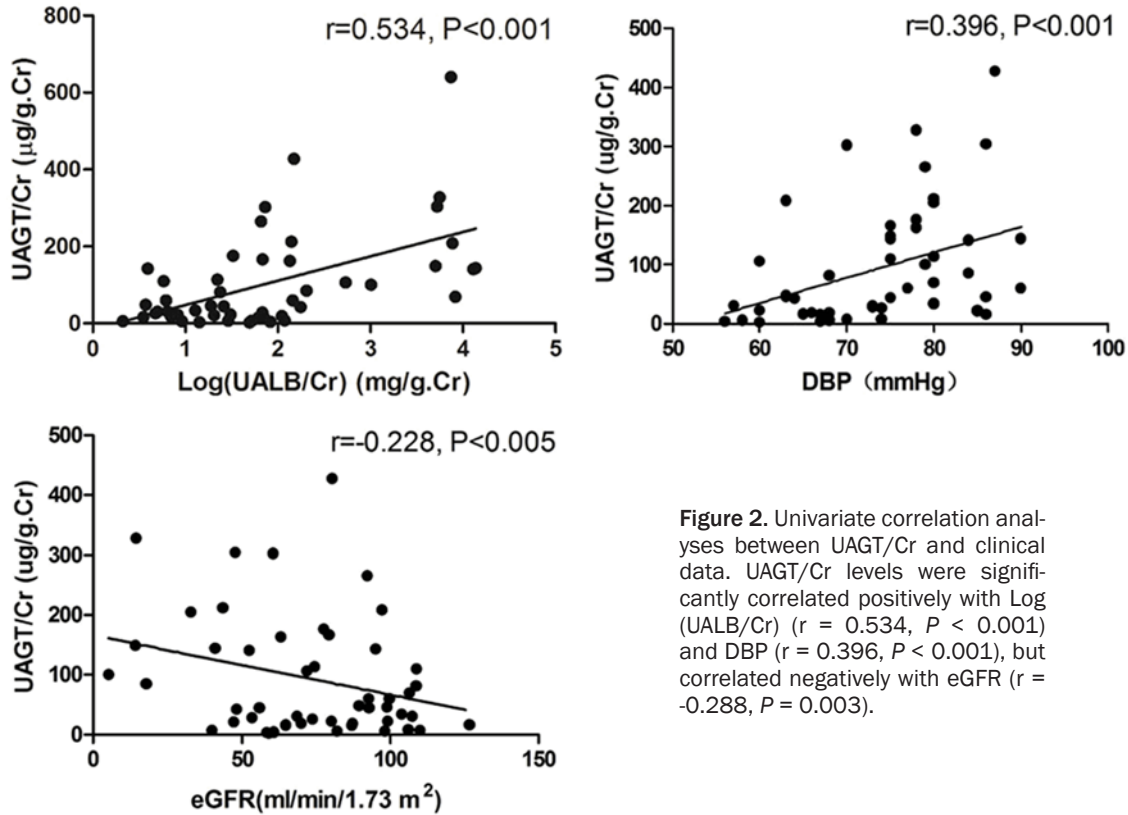 r=0.534, P<0.001
UAGT/Cr (μg/g.Cr)
800
600
400
200
0
0 1 2 3 4 5
Log(UALB/Cr) (mg/g.Cr)
r=0.396, P<0.001
UAGT/Cr (ug/g.Cr)
500
400
300
200
100
0
50 60 70 80 90 100
DBP (mmHg)
r=-0.228, P<0.005
UAGT/Cr (ug/g.Cr)
500
400
300
200
100
0
0 50 100 150
eGFR(ml/min/1.73 m²)
Figure 2. Univariate correlation anal-
yses between UAGT/Cr and clinical
data. UAGT/Cr levels were signifi-
cantly correlated positively with Log
(UALB/Cr) (r = 0.534, P < 0.001)
and DBP (r = 0.396, P < 0.001), but
correlated negatively with eGFR (r =
-0.288, P = 0.003).